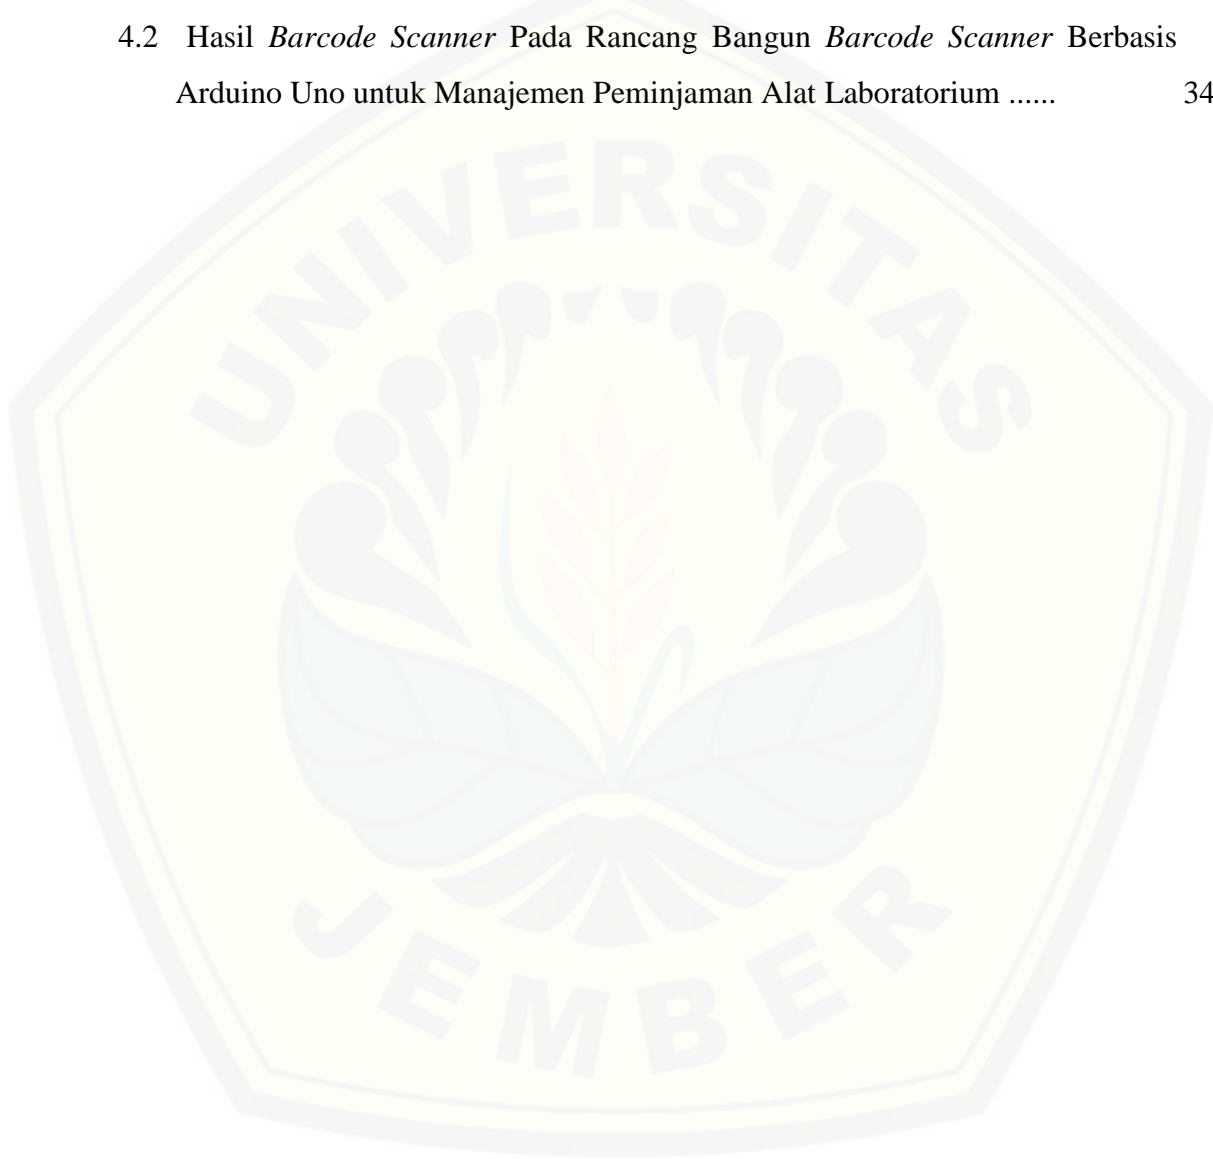 4.2 Hasil Barcode Scanner Pada Rancang Bangun Barcode Scanner Berbasis
Arduino Uno untuk Manajemen Peminjaman Alat Laboratorium ...... 34
UNIVERSITAS
JEMBER